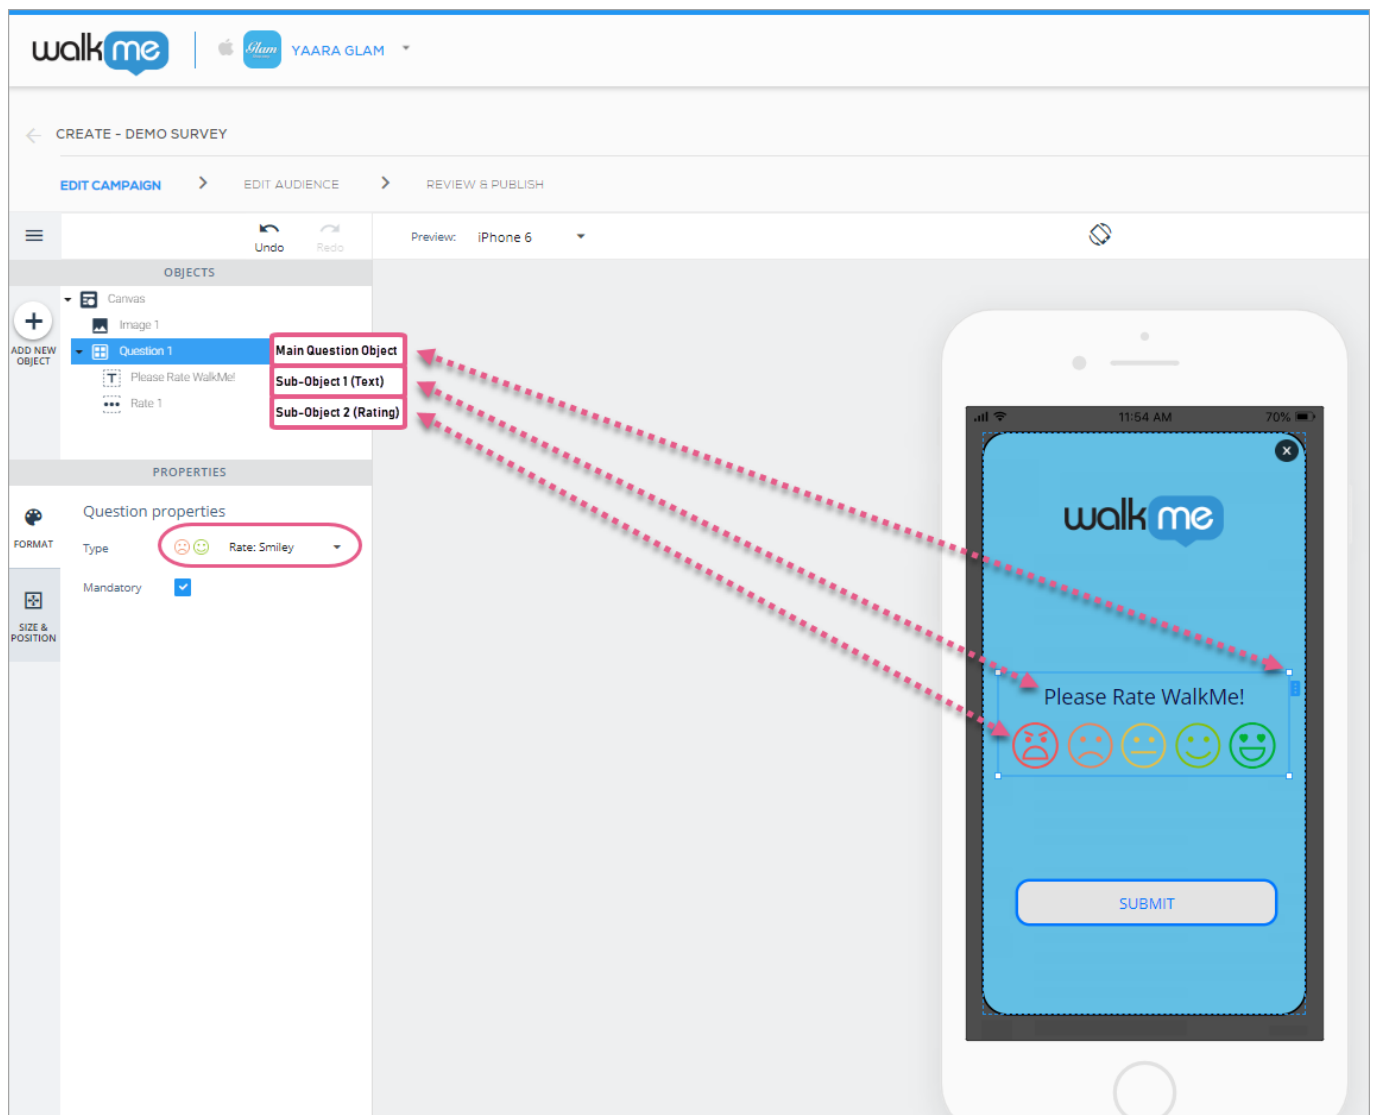 walkme
Glam
YAARA GLAM
CREATE - DEMO SURVEY
EDIT CAMPAIGN
EDIT AUDIENCE
REVIEW & PUBLISH
Undo
Redo
Preview: iPhone 6
OBJECTS
ADD NEW
OBJECT
Canvas
Image 1
Question 1
Main Question Object
T Please Rate WalkMe!
Sub-Object 1 (Text)
Rate 1
Sub-Object 2 (Rating)
PROPERTIES
Question properties
FORMAT
Type Rate: Smiley
Mandatory
SIZE &
POSITION
11:54 AM 70%
walkme
Please Rate WalkMe!
SUBMIT